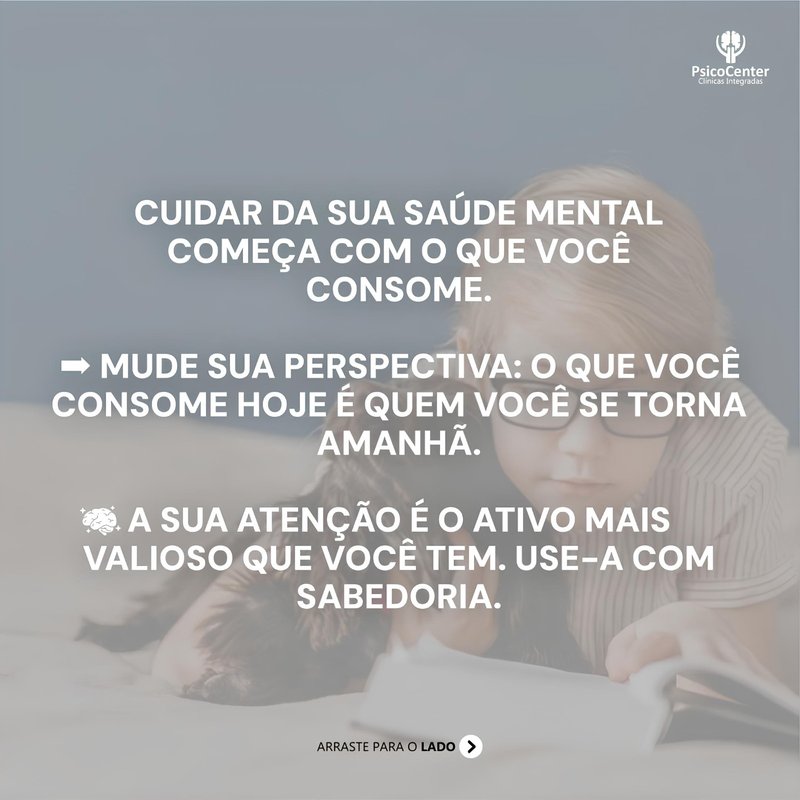 PsicoCenter
Clínicas Integradas
CUIDAR DA SUA SAÚDE MENTAL
COMEÇA COM O QUE VOCÊ
CONSOME.
➡ MUDE SUA PERSPECTIVA: O QUE VOCÊ
CONSOME HOJE É QUEM VOCÊ SE TORNA
AMANHÃ.
A SUA ATENÇÃO É O ATIVO MAIS
VALIOSO QUE VOCÊ TEM. USE-A COM
SABEDORIA.
ARRASTE PARA O LADO